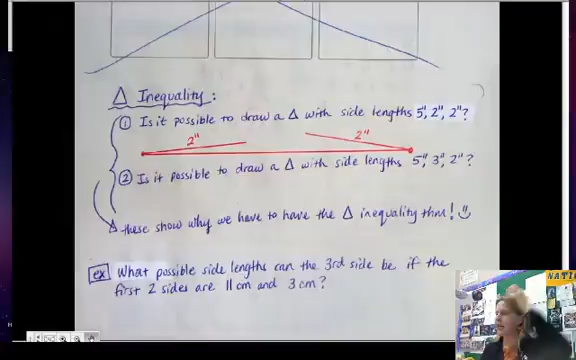 Δ Inequality:
① Is it possible to draw a Δ with side lengths 5", 2", 2"?
2" 2"
② Is it possible to draw a Δ with side lengths 5", 3", 2"?
Δ these show why we have to have the Δ inequality thm! ü
ex What possible side lengths can the 3rd side be if the
first 2 sides are 11 cm and 3 cm?